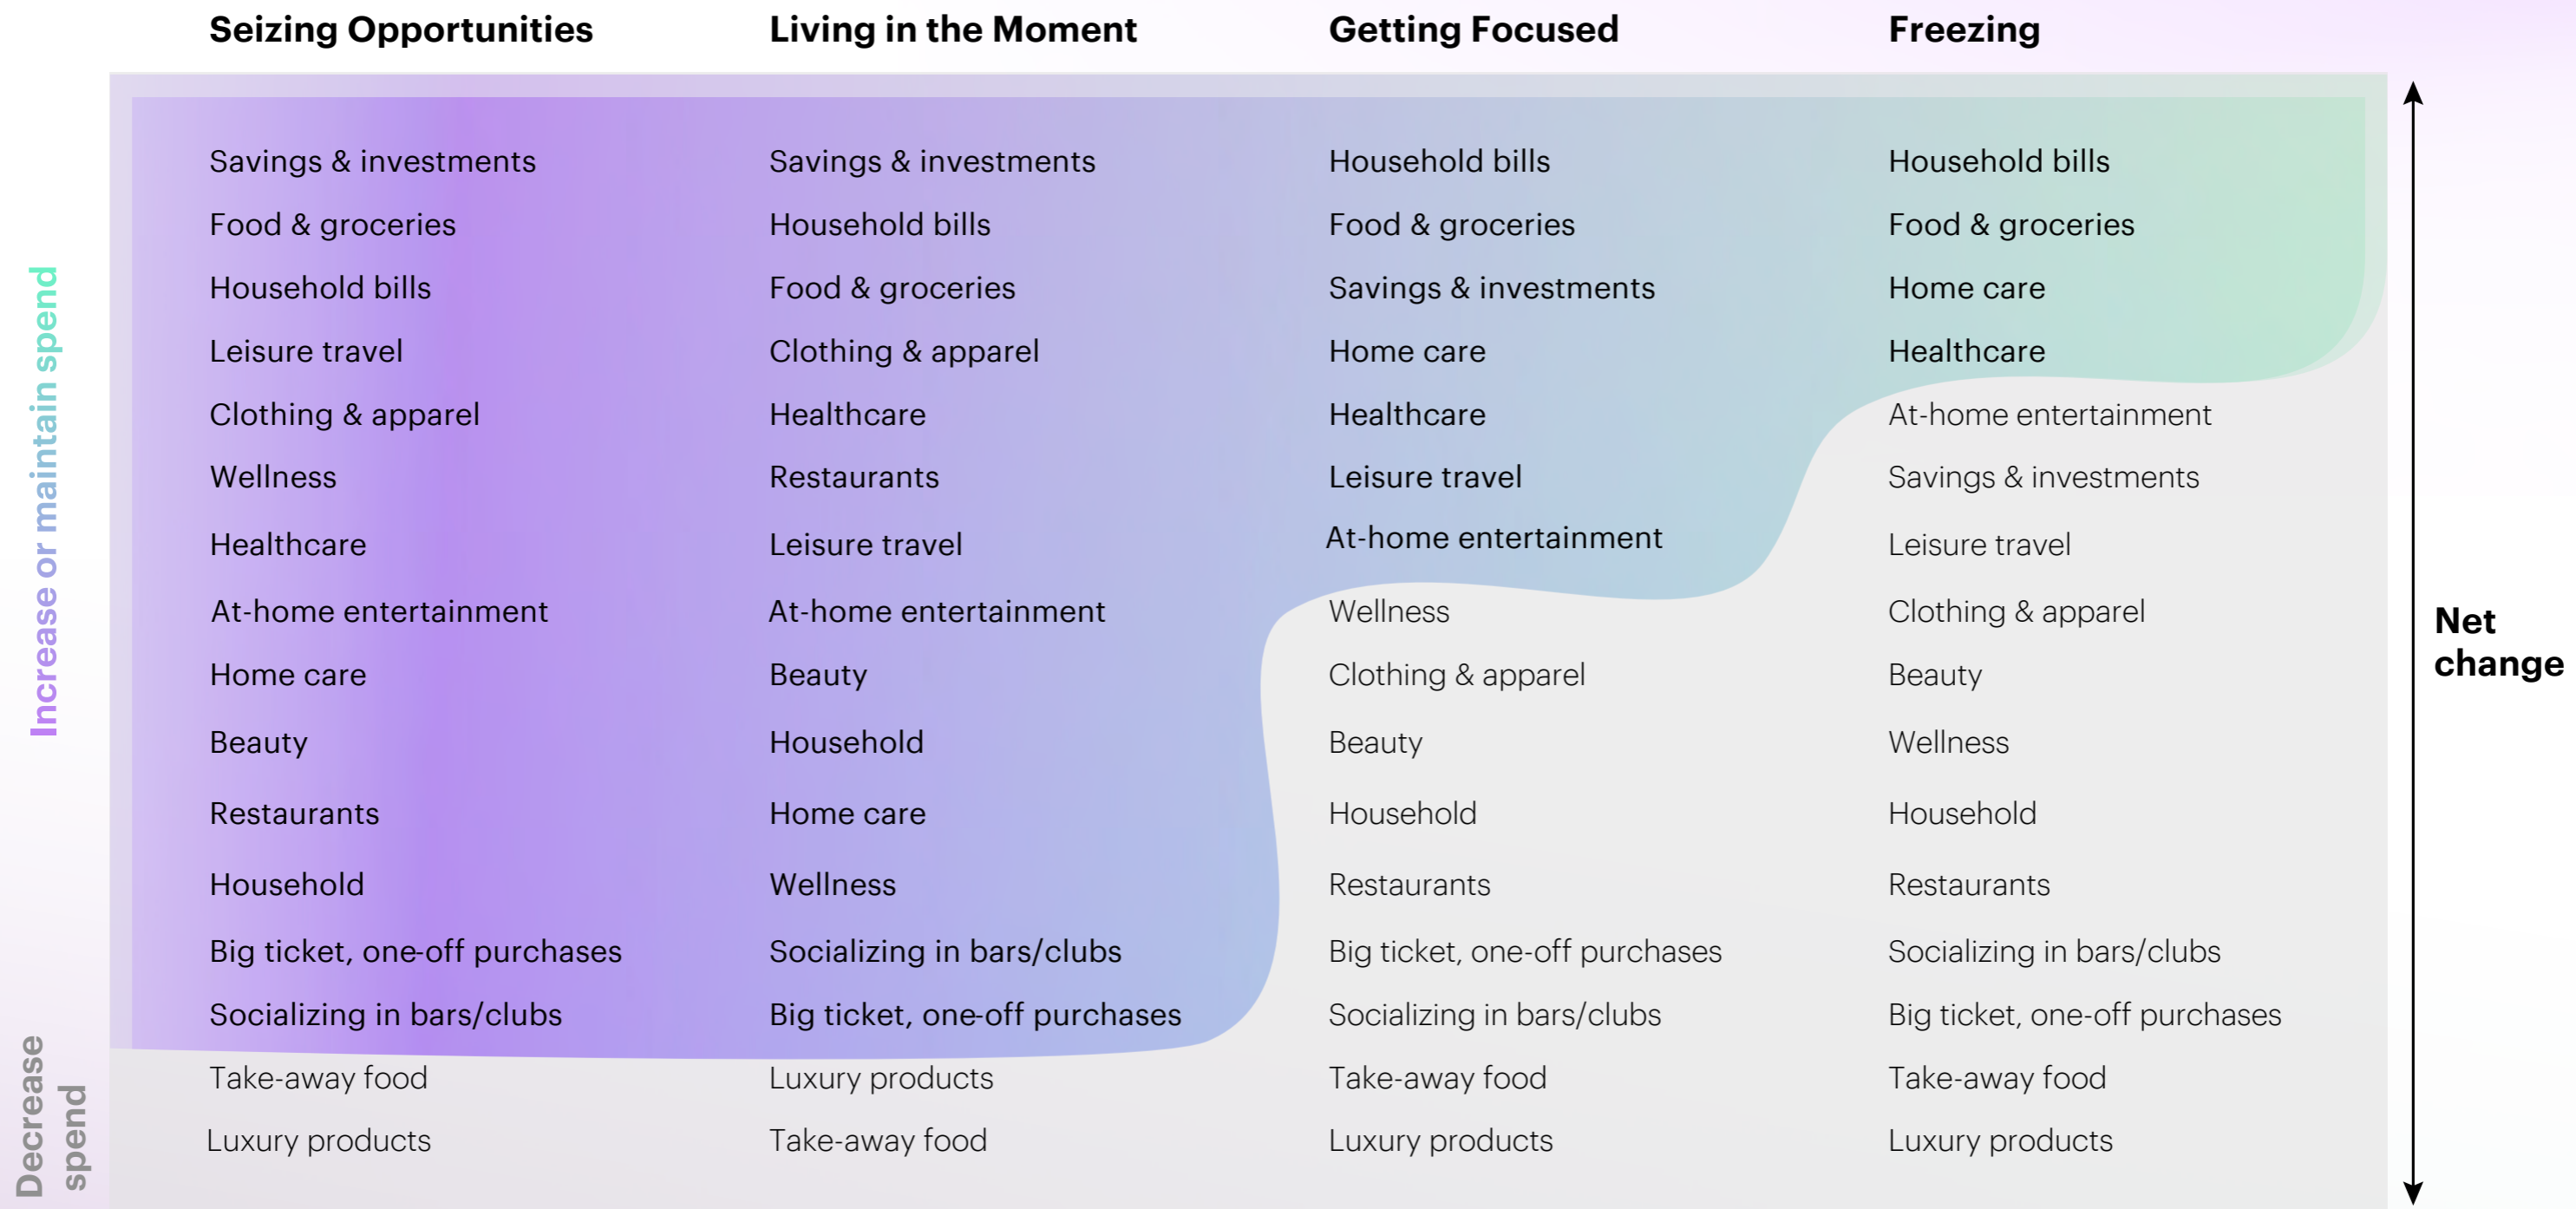 Seizing Opportunities
Living in the Moment
Getting Focused
Freezing
Increase or maintain spend
Decrease
spend
Savings & investments
Food & groceries
Household bills
Leisure travel
Clothing & apparel
Wellness
Healthcare
At-home entertainment
Home care
Beauty
Restaurants
Household
Big ticket, one-off purchases
Socializing in bars/clubs
Take-away food
Luxury products
Savings & investments
Household bills
Food & groceries
Clothing & apparel
Healthcare
Restaurants
Leisure travel
At-home entertainment
Beauty
Household
Home care
Wellness
Socializing in bars/clubs
Big ticket, one-off purchases
Luxury products
Take-away food
Household bills
Food & groceries
Savings & investments
Home care
Healthcare
Leisure travel
At-home entertainment
Wellness
Clothing & apparel
Beauty
Household
Restaurants
Big ticket, one-off purchases
Socializing in bars/clubs
Take-away food
Luxury products
Household bills
Food & groceries
Home care
Healthcare
At-home entertainment
Savings & investments
Leisure travel
Clothing & apparel
Beauty
Wellness
Household
Restaurants
Socializing in bars/clubs
Big ticket, one-off purchases
Take-away food
Luxury products
Net
change